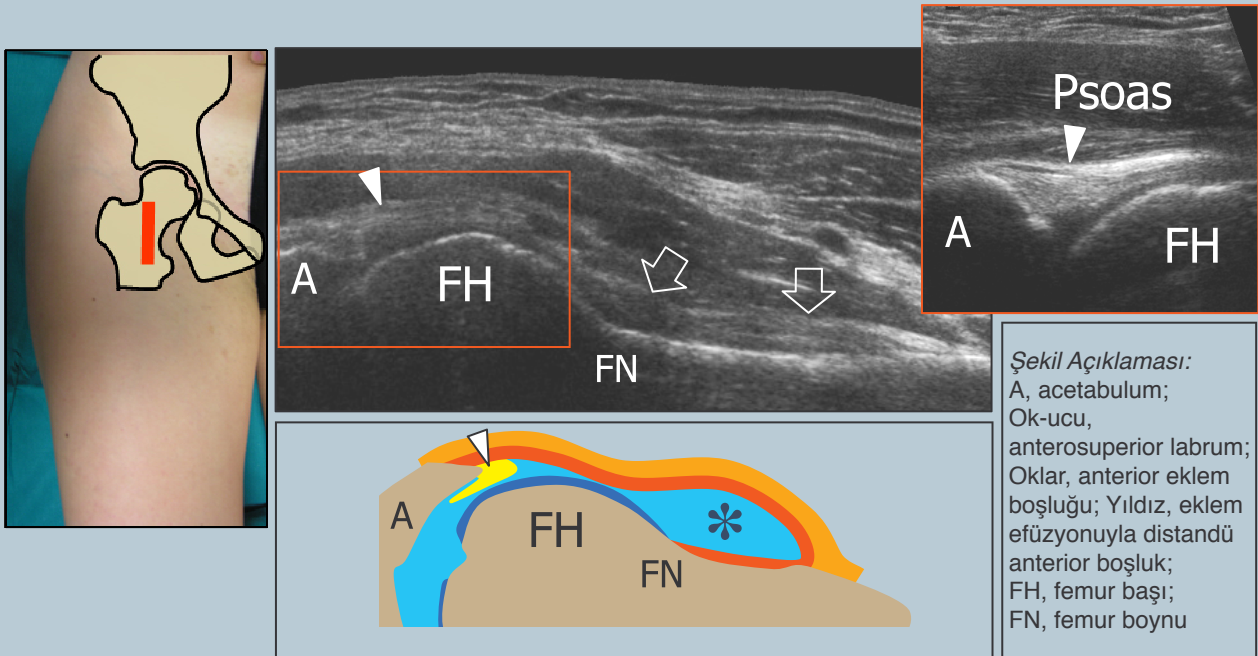 A
FH
FN
Psoas
A
FH
A
FH
*
FN
Şekil Açıklaması:
A, acetabulum;
Ok-ucu,
anterosuperior labrum;
Oklar, anterior eklem
boşluğu; Yıldız, eklem
efüzyonuyla distandü
anterior boşluk;
FH, femur başı;
FN, femur boynu